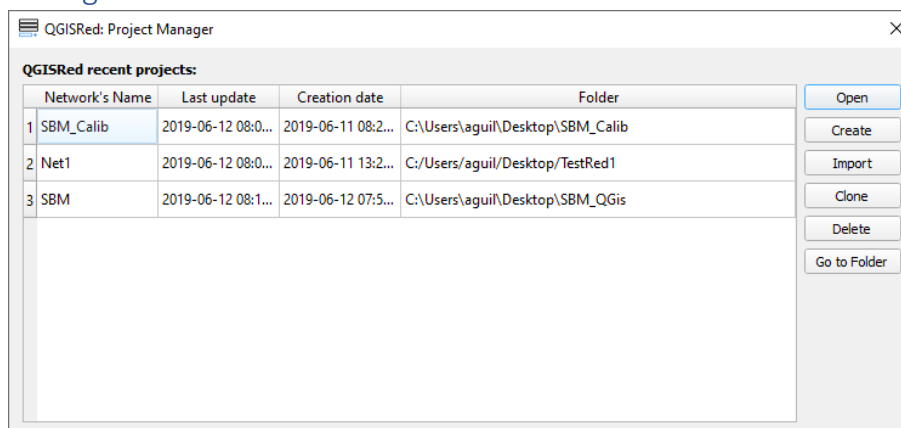 QGISRed: Project Manager
QGISRed recent projects:
Network's Name Last update Creation date Folder
1 SBM_Calib 2019-06-12 08:0... 2019-06-11 08:2... C:\Users\aguil\Desktop\SBM_Calib
2 Net1 2019-06-12 08:0... 2019-06-11 13:2... C:/Users/aguil/Desktop/TestRed1
3 SBM 2019-06-12 08:1... 2019-06-12 07:5... C:\Users\aguil\Desktop\SBM_QGis
Open
Create
Import
Clone
Delete
Go to Folder